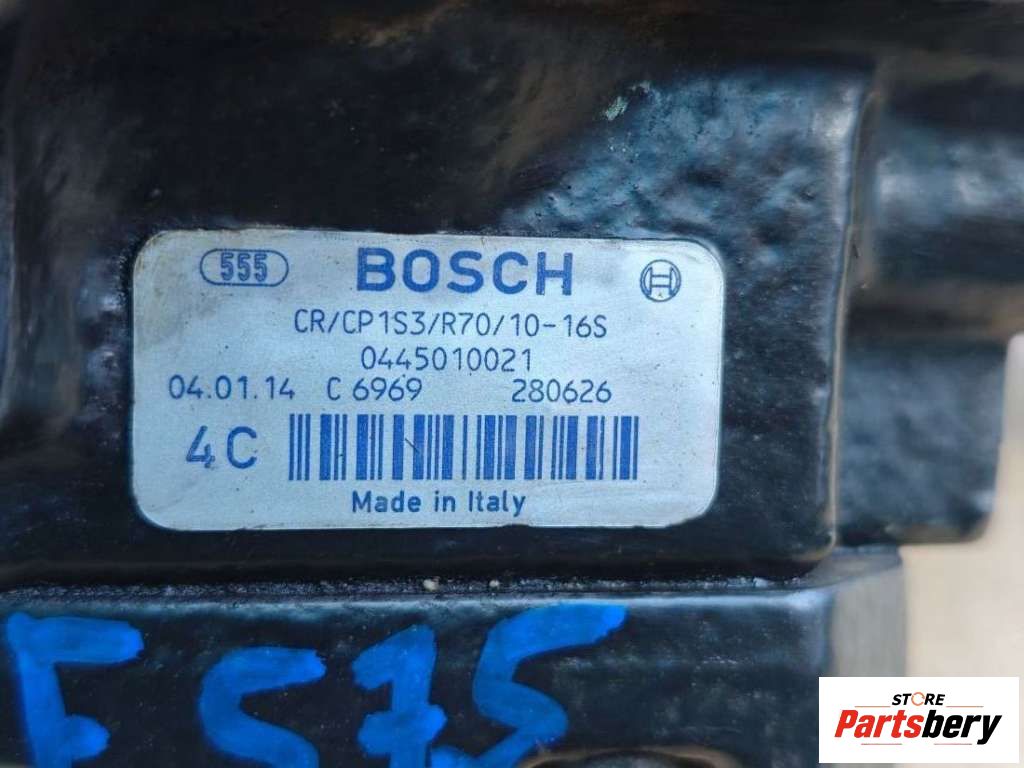 555 BOSCH
CR/CP1S3/R70/10-16S
0445010021
04.01.14 C 6969 280626
4C
Made in Italy
F 575
STORE
Partsbery